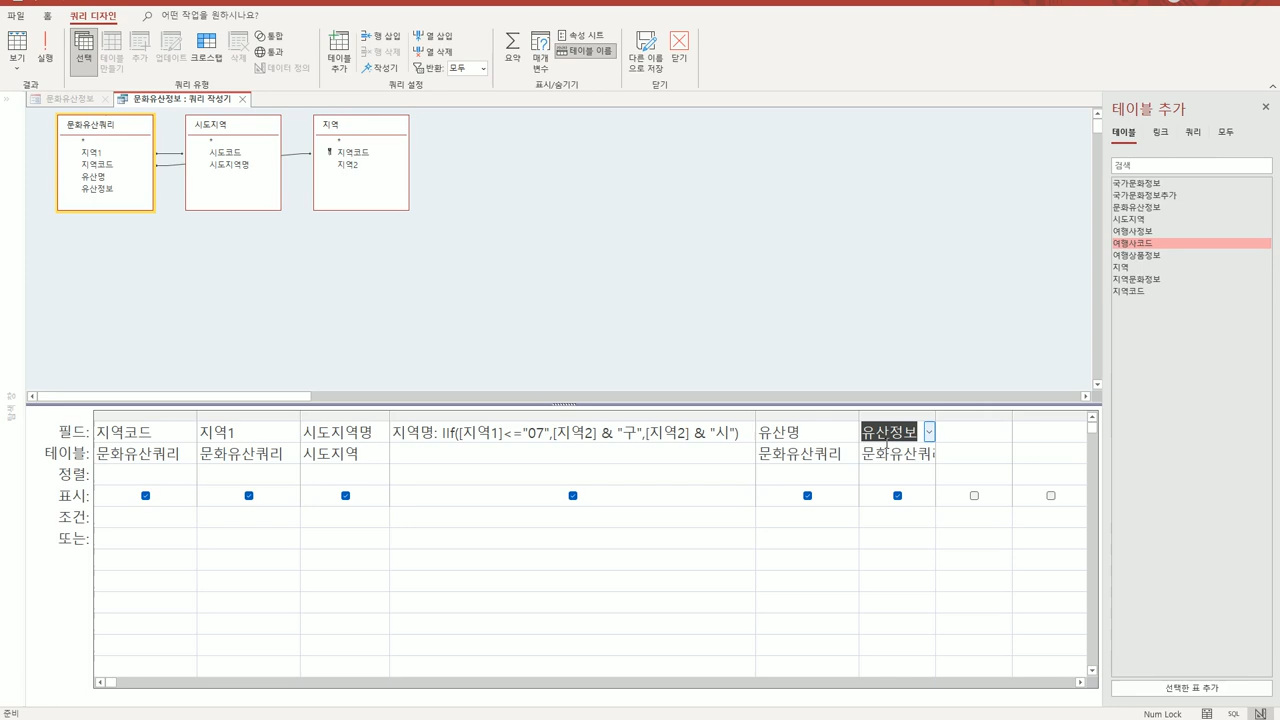 파일 홈 쿼리 디자인 어떤 작업을 원하시나요?
보기 실행 선택 테이블 만들기 추가 업데이트 크로스탭 삭제 통합 통과 데이터 정의
테이블 추가 행 삽입 행 삭제 작성기 열 삽입 열 삭제 반환: 모두
요약 매개 변수 속성 시트 테이블 이름 다른 이름으로 저장 닫기
결과 쿼리 유형 쿼리 설정 표시/숨기기 닫기
문화유산정보 문화유산정보 : 쿼리 작성기
문화유산쿼리
*
지역1
지역코드
유산명
유산정보
시도지역
*
시도코드
시도지역명
지역
*
지역코드
지역2
테이블 추가
테이블 링크 쿼리 모두
검색
국가문화정보
국가문화정보추가
문화유산정보
시도지역
여행사정보
여행사코드
여행상품정보
지역
지역문화정보
지역코드
선택한 표 추가
필드: 지역코드 지역1 시도지역명 지역명: IIf([지역1]<="07",[지역2] & "구",[지역2] & "시") 유산명 유산정보
테이블: 문화유산쿼리 문화유산쿼리 시도지역 문화유산쿼리 문화유산쿼리
정렬:
표시:
조건:
또는:
준비 Num Lock SQL